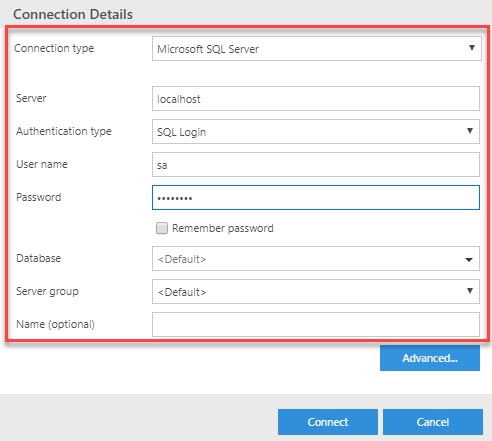 Connection Details
Connection type Microsoft SQL Server
Server localhost
Authentication type SQL Login
User name sa
Password ••••••••
Remember password
Database <Default>
Server group <Default>
Name (optional)
Advanced...
Connect Cancel